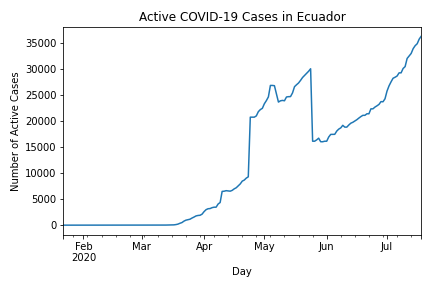 Active COVID-19 Cases in Ecuador
Number of Active Cases
35000
30000
25000
20000
15000
10000
5000
0
Feb Mar Apr May Jun Jul
2020
Day